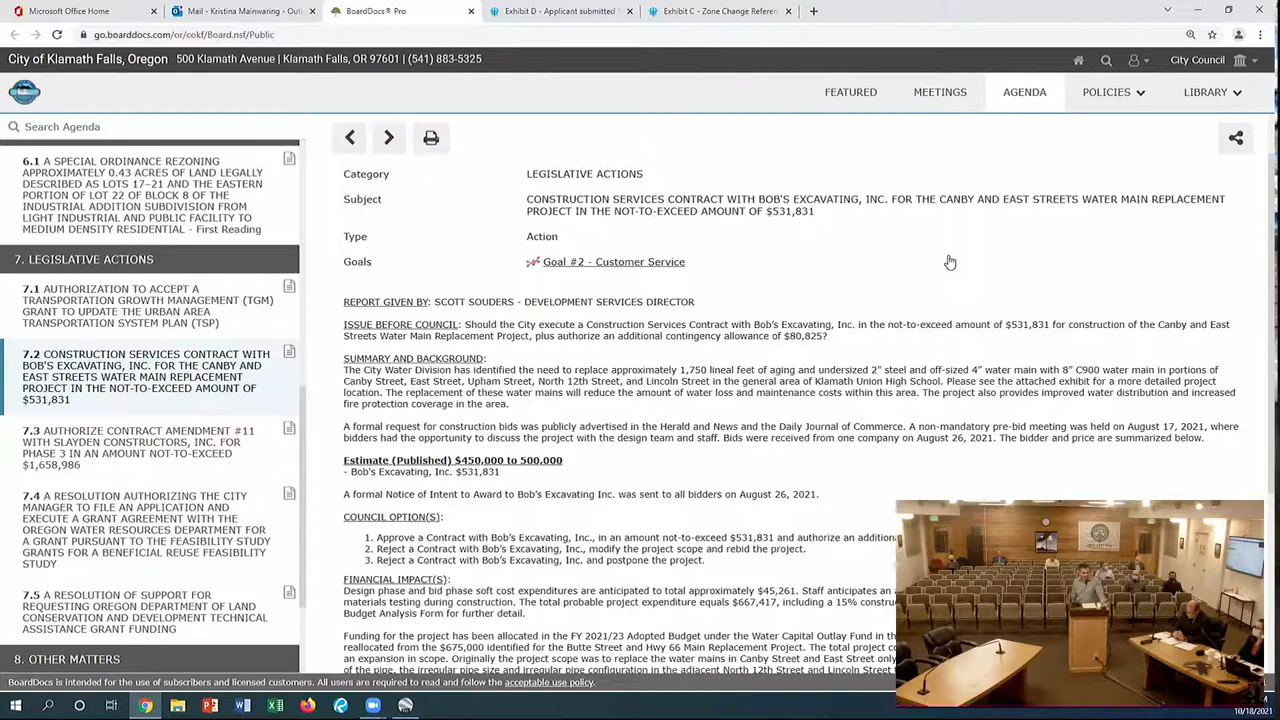 Microsoft Office Home
Mail - Kristina Mainwaring - Out
BoardDocs® Pro
Exhibit D - Applicant submitted
Exhibit C - Zone Change Referen
go.boarddocs.com/or/cokf/Board.nsf/Public
City of Klamath Falls, Oregon 500 Klamath Avenue | Klamath Falls, OR 97601 | (541) 883-5325
City Council
FEATURED MEETINGS AGENDA POLICIES LIBRARY
Search Agenda
6.1 A SPECIAL ORDINANCE REZONING
APPROXIMATELY 0.43 ACRES OF LAND LEGALLY
DESCRIBED AS LOTS 17-21 AND THE EASTERN
PORTION OF LOT 22 OF BLOCK 8 OF THE
INDUSTRIAL ADDITION SUBDIVISION FROM
LIGHT INDUSTRIAL AND PUBLIC FACILITY TO
MEDIUM DENSITY RESIDENTIAL - First Reading
7. LEGISLATIVE ACTIONS
7.1 AUTHORIZATION TO ACCEPT A
TRANSPORTATION GROWTH MANAGEMENT (TGM)
GRANT TO UPDATE THE URBAN AREA
TRANSPORTATION SYSTEM PLAN (TSP)
7.2 CONSTRUCTION SERVICES CONTRACT WITH
BOB'S EXCAVATING, INC. FOR THE CANBY AND
EAST STREETS WATER MAIN REPLACEMENT
PROJECT IN THE NOT-TO-EXCEED AMOUNT OF
$531,831
7.3 AUTHORIZE CONTRACT AMENDMENT #11
WITH SLAYDEN CONSTRUCTORS, INC. FOR
PHASE 3 IN AN AMOUNT NOT-TO-EXCEED
$1,658,986
7.4 A RESOLUTION AUTHORIZING THE CITY
MANAGER TO FILE AN APPLICATION AND
EXECUTE A GRANT AGREEMENT WITH THE
OREGON WATER RESOURCES DEPARTMENT FOR
A GRANT PURSUANT TO THE FEASIBILITY STUDY
GRANTS FOR A BENEFICIAL REUSE FEASIBILITY
STUDY
7.5 A RESOLUTION OF SUPPORT FOR
REQUESTING OREGON DEPARTMENT OF LAND
CONSERVATION AND DEVELOPMENT TECHNICAL
ASSISTANCE GRANT FUNDING
8. OTHER MATTERS
Category LEGISLATIVE ACTIONS
Subject CONSTRUCTION SERVICES CONTRACT WITH BOB'S EXCAVATING, INC. FOR THE CANBY AND EAST STREETS WATER MAIN REPLACEMENT
PROJECT IN THE NOT-TO-EXCEED AMOUNT OF $531,831
Type Action
Goals Goal #2 - Customer Service
REPORT GIVEN BY: SCOTT SOUDERS - DEVELOPMENT SERVICES DIRECTOR
ISSUE BEFORE COUNCIL: Should the City execute a Construction Services Contract with Bob's Excavating, Inc. in the not-to-exceed amount of $531,831 for construction of the Canby and East
Streets Water Main Replacement Project, plus authorize an additional contingency allowance of $80,825?
SUMMARY AND BACKGROUND:
The City Water Division has identified the need to replace approximately 1,750 lineal feet of aging and undersized 2" steel and off-sized 4" water main with 8" C900 water main in portions of
Canby Street, East Street, Upham Street, North 12th Street, and Lincoln Street in the general area of Klamath Union High School. Please see the attached exhibit for a more detailed project
location. The replacement of these water mains will reduce the amount of water loss and maintenance costs within this area. The project also provides improved water distribution and increased
fire protection coverage in the area.
A formal request for construction bids was publicly advertised in the Herald and News and the Daily Journal of Commerce. A non-mandatory pre-bid meeting was held on August 17, 2021, where
bidders had the opportunity to discuss the project with the design team and staff. Bids were received from one company on August 26, 2021. The bidder and price are summarized below.
Estimate (Published) $450,000 to 500,000
- Bob's Excavating, Inc. $531,831
A formal Notice of Intent to Award to Bob's Excavating Inc. was sent to all bidders on August 26, 2021.
COUNCIL OPTION(S):
1. Approve a Contract with Bob's Excavating, Inc., in an amount not-to-exceed $531,831 and authorize an addition
2. Reject a Contract with Bob's Excavating, Inc., modify the project scope and rebid the project.
3. Reject a Contract with Bob's Excavating, Inc. and postpone the project.
FINANCIAL IMPACT(S):
Design phase and bid phase soft cost expenditures are anticipated to total approximately $45,261. Staff anticipates an
materials testing during construction. The total probable project expenditure equals $667,417, including a 15% constru
Budget Analysis Form for further detail.
Funding for the project has been allocated in the FY 2021/23 Adopted Budget under the Water Capital Outlay Fund in th
reallocated from the $675,000 identified for the Butte Street and Hwy 66 Main Replacement Project. The total project co
an expansion in scope. Originally the project scope was to replace the water mains in Canby Street and East Street only
of the pipe, the irregular pipe size and irregular pipe configuration in the adjacent North 12th Street and Lincoln Street
BoardDocs is intended for the use of subscribers and licensed customers. All users are required to read and follow the acceptable use policy.
10/18/2021